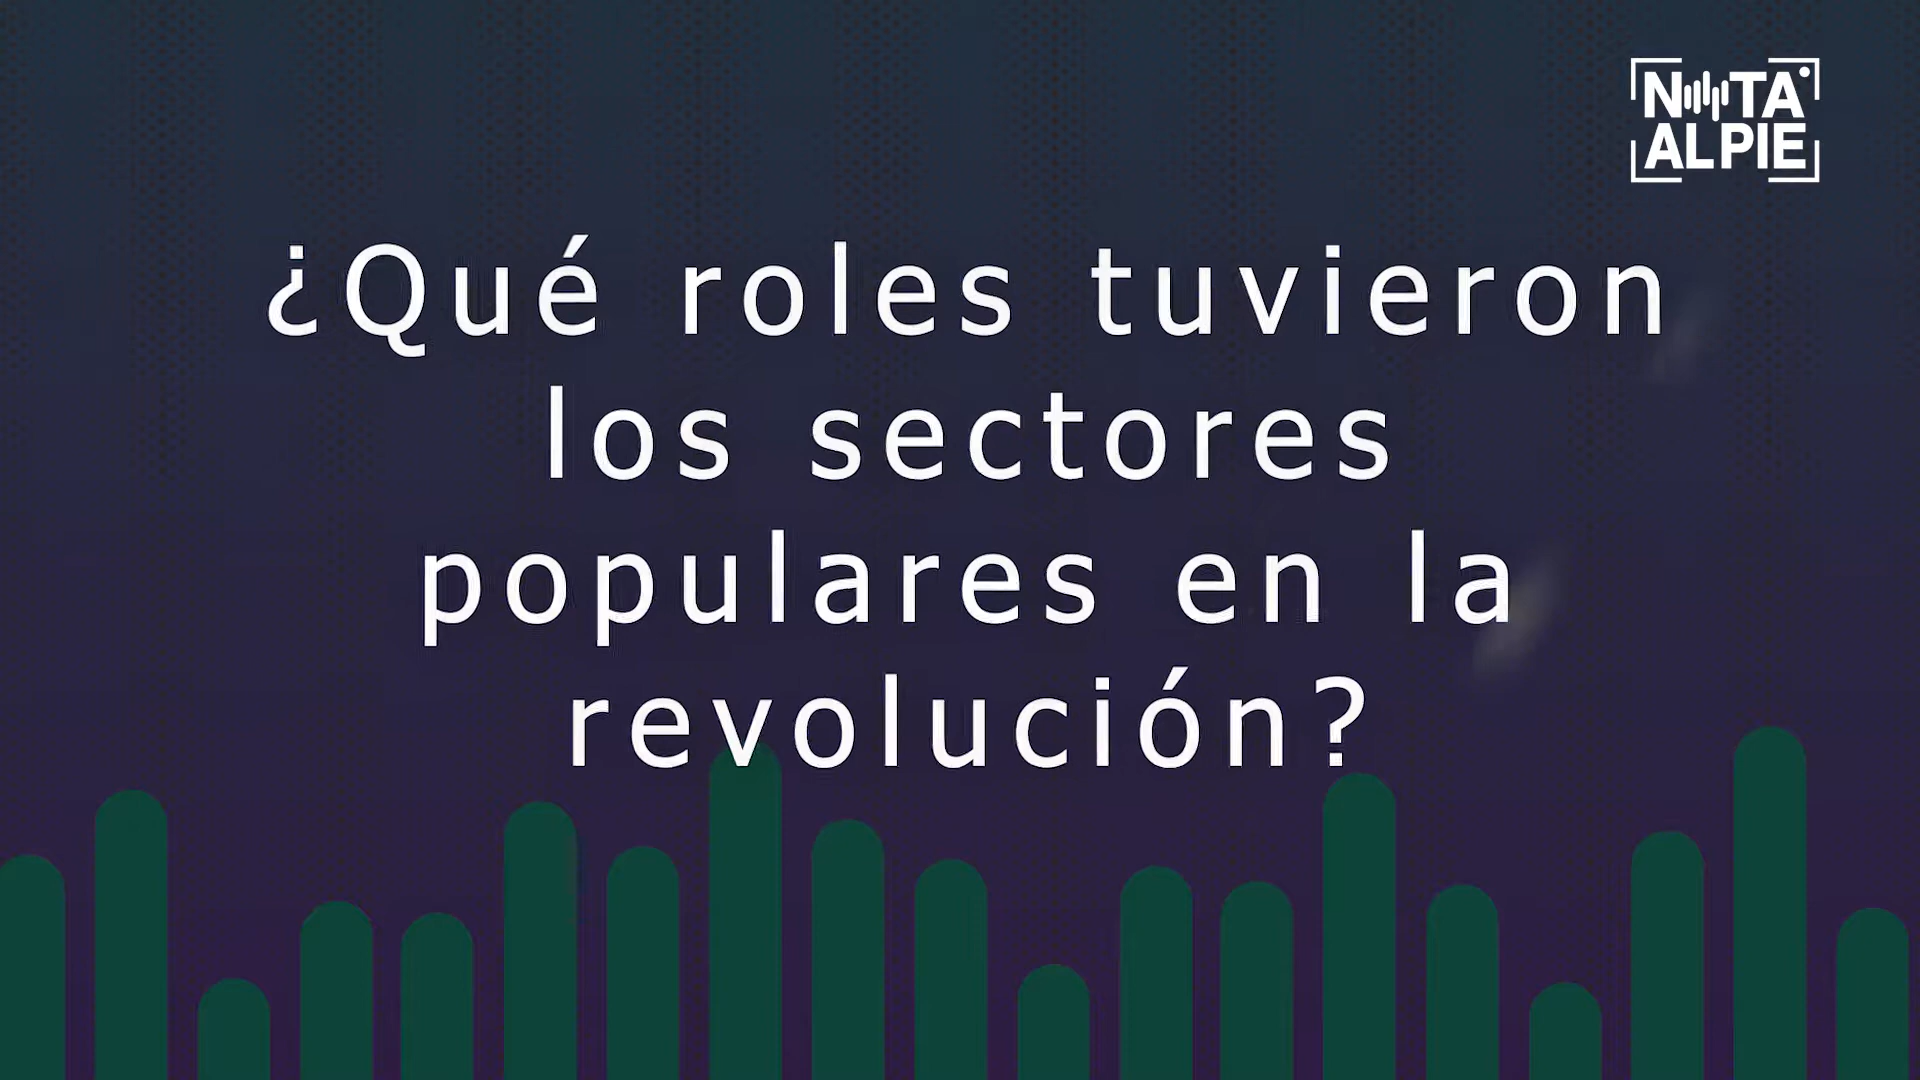 NOTA
ALPIE
¿Qué roles tuvieron
los sectores
populares en la
revolución?